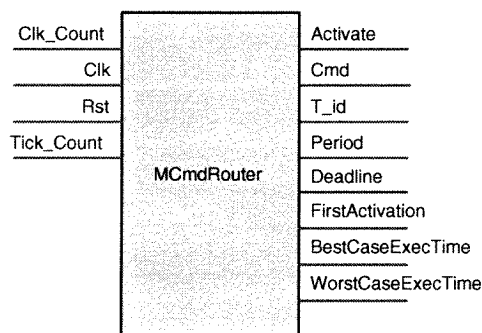 Clk_Count
Clk
Rst
Tick_Count
MCmdRouter
Activate
Cmd
T_id
Period
Deadline
FirstActivation
BestCaseExecTime
WorstCaseExecTime